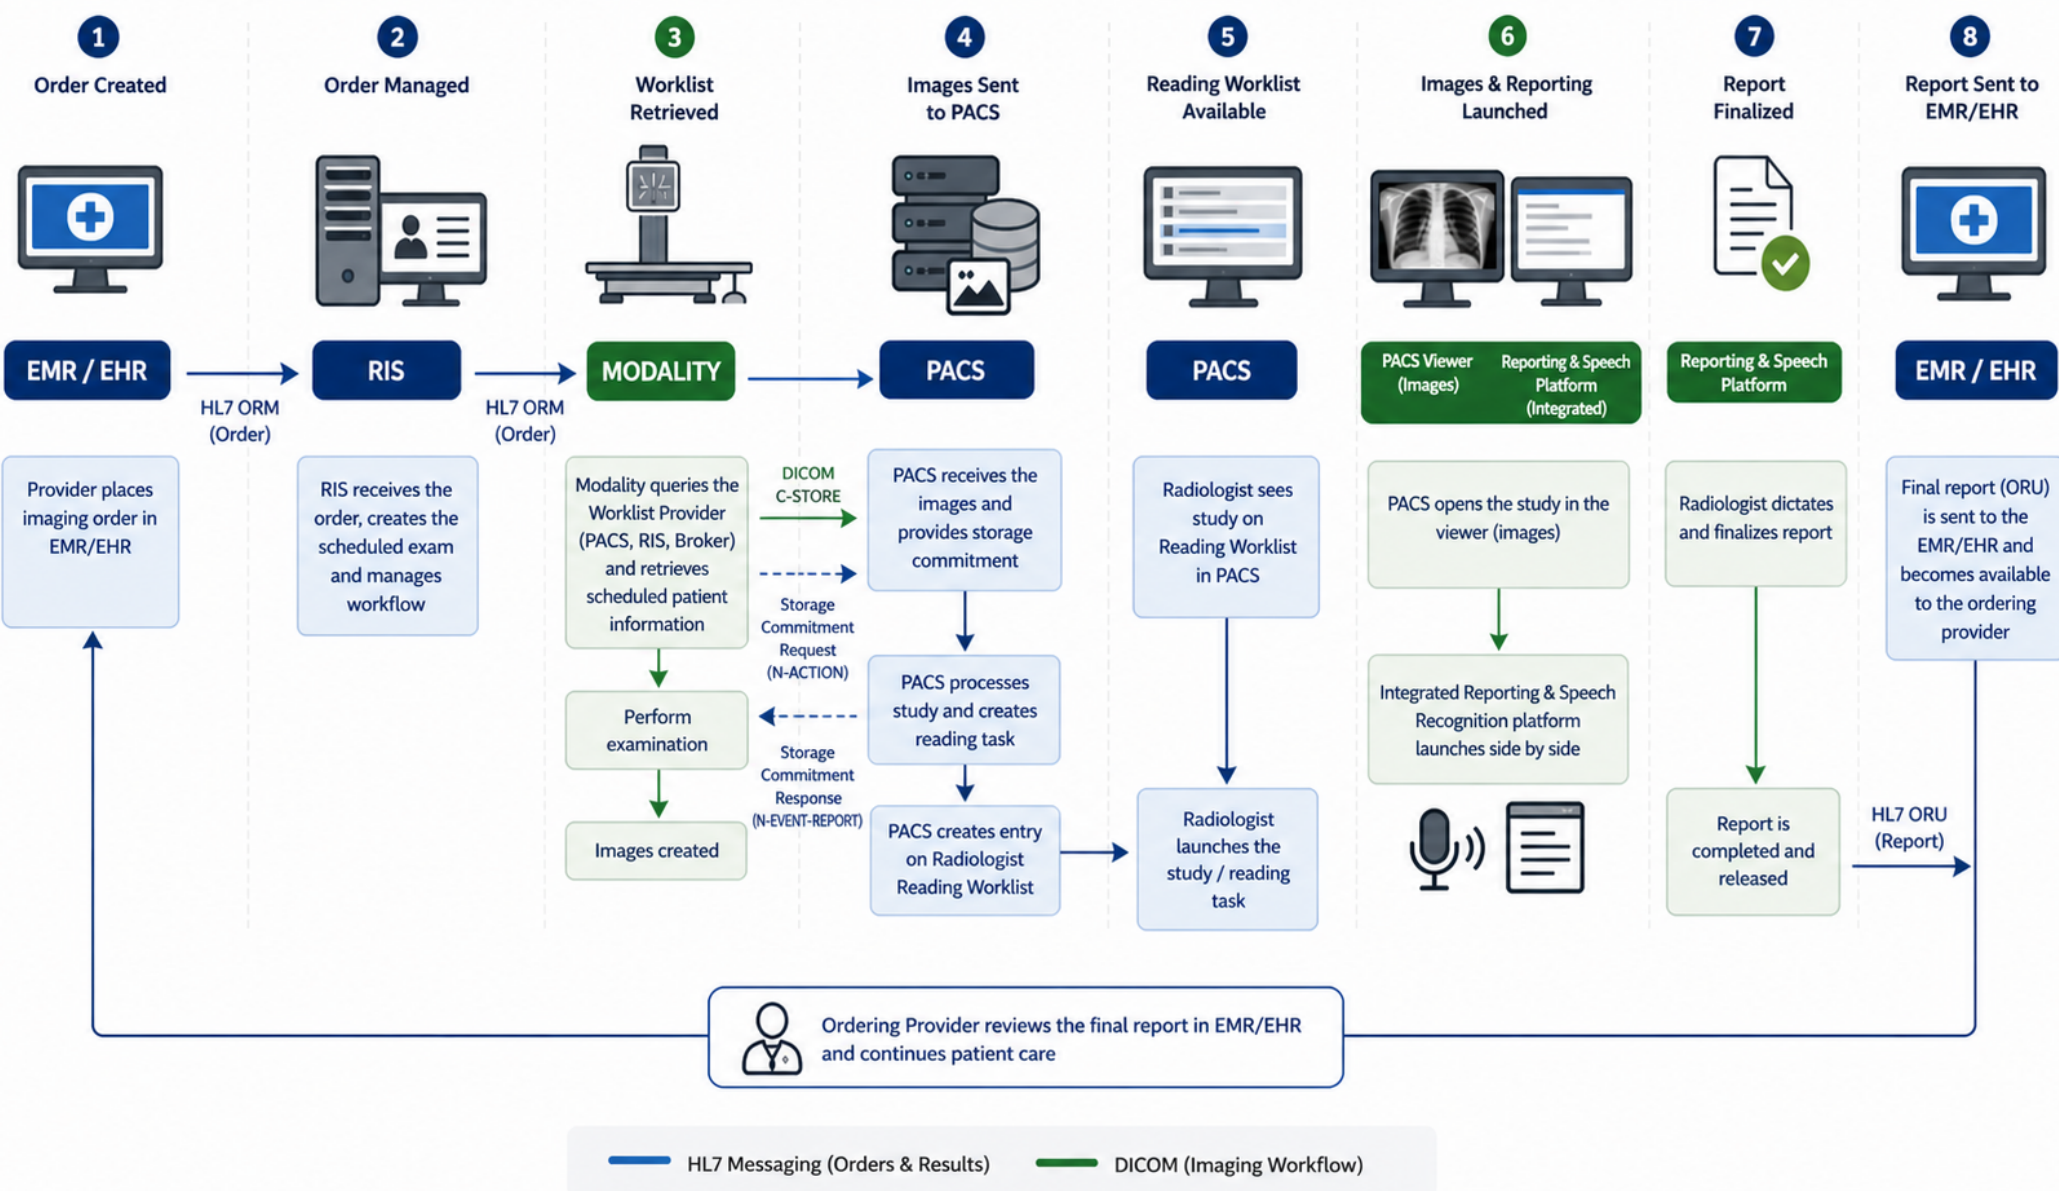 1
Order Created
2
Order Managed
3
Worklist
Retrieved
4
Images Sent
to PACS
5
Reading Worklist
Available
6
Images & Reporting
Launched
7
Report
Finalized
8
Report Sent to
EMR/EHR
EMR / EHR
HL7 ORM
(Order)
RIS
HL7 ORM
(Order)
MODALITY
PACS
PACS
PACS Viewer
(Images)
Reporting & Speech
Platform
(Integrated)
Reporting & Speech
Platform
EMR / EHR
Provider places
imaging order in
EMR/EHR
RIS receives the
order, creates the
scheduled exam
and manages
workflow
Modality queries the
Worklist Provider
(PACS, RIS, Broker)
and retrieves
scheduled patient
information
Perform
examination
Images created
DICOM
C-STORE
Storage
Commitment
Request
(N-ACTION)
Storage
Commitment
Response
(N-EVENT-REPORT)
PACS receives the
images and
provides storage
commitment
PACS processes
study and creates
reading task
PACS creates entry
on Radiologist
Reading Worklist
Radiologist sees
study on
Reading Worklist
in PACS
Radiologist
launches the
study / reading
task
PACS opens the study in the
viewer (images)
Integrated Reporting & Speech
Recognition platform
launches side by side
Radiologist dictates
and finalizes report
Report is
completed and
released
HL7 ORU
(Report)
Final report (ORU)
is sent to the
EMR/EHR and
becomes available
to the ordering
provider
Ordering Provider reviews the final report in EMR/EHR
and continues patient care
HL7 Messaging (Orders & Results)
DICOM (Imaging Workflow)